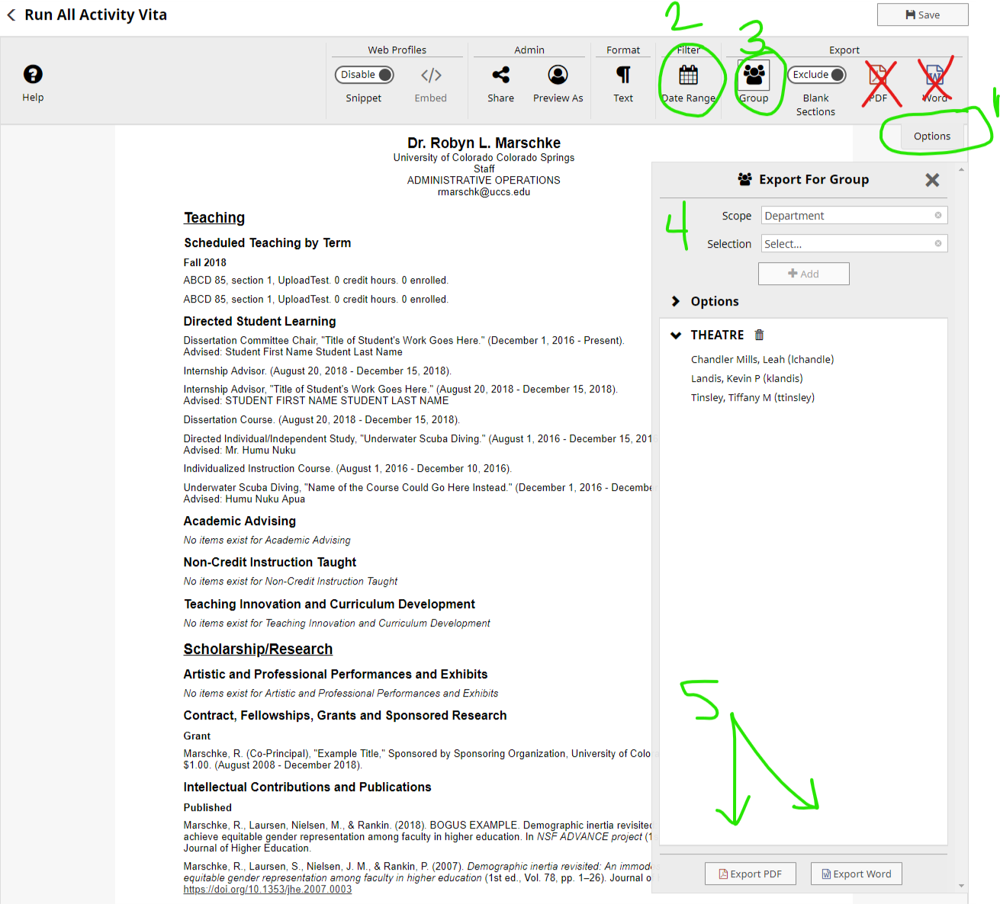 Run All Activity Vita
Save
2
3
Web Profiles
Admin
Format
Filter
Export
Disable
Exclude
Help
Snippet
Embed
Share
Preview As
Text
Date Range
Group
Blank
Sections
PDF
Word
1
Options
Dr. Robyn L. Marschke
University of Colorado Colorado Springs
Staff
ADMINISTRATIVE OPERATIONS
rmarschk@uccs.edu
Teaching
Scheduled Teaching by Term
Fall 2018
ABCD 85, section 1, UploadTest. 0 credit hours. 0 enrolled.
ABCD 85, section 1, UploadTest. 0 credit hours. 0 enrolled.
Directed Student Learning
Dissertation Committee Chair, "Title of Student's Work Goes Here." (December 1, 2016 - Present).
Advised: Student First Name Student Last Name
Internship Advisor. (August 20, 2018 - December 15, 2018).
Internship Advisor, "Title of Student's Work Goes Here." (August 20, 2018 - December 15, 2018).
Advised: STUDENT FIRST NAME STUDENT LAST NAME
Dissertation Course. (August 20, 2018 - December 15, 2018).
Directed Individual/Independent Study, "Underwater Scuba Diving." (August 1, 2016 - December 15, 201
Advised: Mr. Humu Nuku
Individualized Instruction Course. (August 1, 2016 - December 10, 2016).
Underwater Scuba Diving, "Name of the Course Could Go Here Instead." (December 1, 2016 - Decembe
Advised: Humu Nuku Apua
Academic Advising
No items exist for Academic Advising
Non-Credit Instruction Taught
No items exist for Non-Credit Instruction Taught
Teaching Innovation and Curriculum Development
No items exist for Teaching Innovation and Curriculum Development
Scholarship/Research
Artistic and Professional Performances and Exhibits
No items exist for Artistic and Professional Performances and Exhibits
Contract, Fellowships, Grants and Sponsored Research
Grant
Marschke, R. (Co-Principal), "Example Title," Sponsored by Sponsoring Organization, University of Colo
$1.00. (August 2008 - December 2018).
Intellectual Contributions and Publications
Published
Marschke, R., Laursen, Nielsen, M., & Rankin. (2018). BOGUS EXAMPLE. Demographic inertia revisited
achieve equitable gender representation among faculty in higher education. In NSF ADVANCE project (1
Journal of Higher Education.
Marschke, R., Laursen, S., Nielsen, J. M., & Rankin, P. (2007). Demographic inertia revisited: An immod
equitable gender representation among faculty in higher education (1st ed., Vol. 78, pp. 1–26). Journal o
https://doi.org/10.1353/jhe.2007.0003
Export For Group
4
Scope Department
Selection Select...
Add
Options
THEATRE
Chandler Mills, Leah (lchandle)
Landis, Kevin P (klandis)
Tinsley, Tiffany M (ttinsley)
5
Export PDF
Export Word